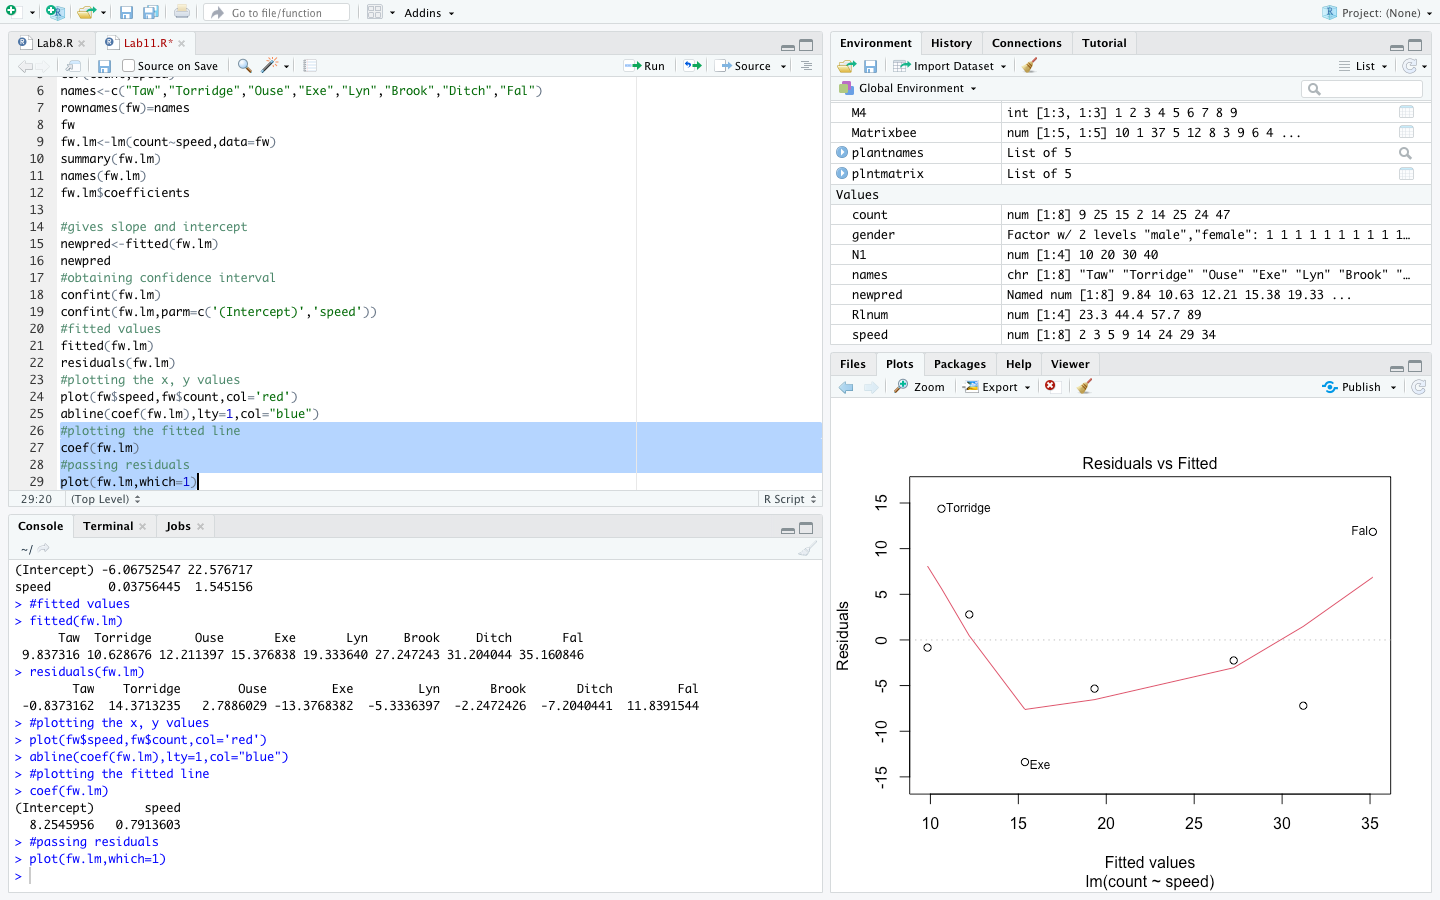 Go to file/function
Addins
Project: (None)
Lab8.R
Lab11.R*
Source on Save
Run
Source
6 names<-c("Taw","Torridge","Ouse","Exe","Lyn","Brook","Ditch","Fal")
7 rownames(fw)=names
8 fw
9 fw.lm<-lm(count~speed,data=fw)
10 summary(fw.lm)
11 names(fw.lm)
12 fw.lm$coefficients
13
14 #gives slope and intercept
15 newpred<-fitted(fw.lm)
16 newpred
17 #obtaining confidence interval
18 confint(fw.lm)
19 confint(fw.lm,parm=c('(Intercept)','speed'))
20 #fitted values
21 fitted(fw.lm)
22 residuals(fw.lm)
23 #plotting the x, y values
24 plot(fw$speed,fw$count,col='red')
25 abline(coef(fw.lm),lty=1,col="blue")
26 #plotting the fitted line
27 coef(fw.lm)
28 #passing residuals
29 plot(fw.lm,which=1)
29:20 (Top Level) R Script
Console Terminal Jobs
~/
(Intercept) -6.06752547 22.576717
speed 0.03756445 1.545156
> #fitted values
> fitted(fw.lm)
Taw Torridge Ouse Exe Lyn Brook Ditch Fal
9.837316 10.628676 12.211397 15.376838 19.333640 27.247243 31.204044 35.160846
> residuals(fw.lm)
Taw Torridge Ouse Exe Lyn Brook Ditch Fal
-0.8373162 14.3713235 2.7886029 -13.3768382 -5.3336397 -2.2472426 -7.2040441 11.8391544
> #plotting the x, y values
> plot(fw$speed,fw$count,col='red')
> abline(coef(fw.lm),lty=1,col="blue")
> #plotting the fitted line
> coef(fw.lm)
(Intercept) speed
8.2545956 0.7913603
> #passing residuals
> plot(fw.lm,which=1)
>
Environment History Connections Tutorial
Import Dataset List
Global Environment
M4 int [1:3, 1:3] 1 2 3 4 5 6 7 8 9
Matrixbee num [1:5, 1:5] 10 1 37 5 12 8 3 9 6 4 ...
plantnames List of 5
plntmatrix List of 5
Values
count num [1:8] 9 25 15 2 14 25 24 47
gender Factor w/ 2 levels "male","female": 1 1 1 1 1 1 1 1 1 1…
N1 num [1:4] 10 20 30 40
names chr [1:8] "Taw" "Torridge" "Ouse" "Exe" "Lyn" "Brook" "…
newpred Named num [1:8] 9.84 10.63 12.21 15.38 19.33 ...
Rlnum num [1:4] 23.3 44.4 57.7 89
speed num [1:8] 2 3 5 9 14 24 29 34
Files Plots Packages Help Viewer
Zoom Export Publish
Residuals vs Fitted
Residuals
15
10
5
0
-5
-10
-15
Torridge
Fal
Exe
10 15 20 25 30 35
Fitted values
lm(count ~ speed)